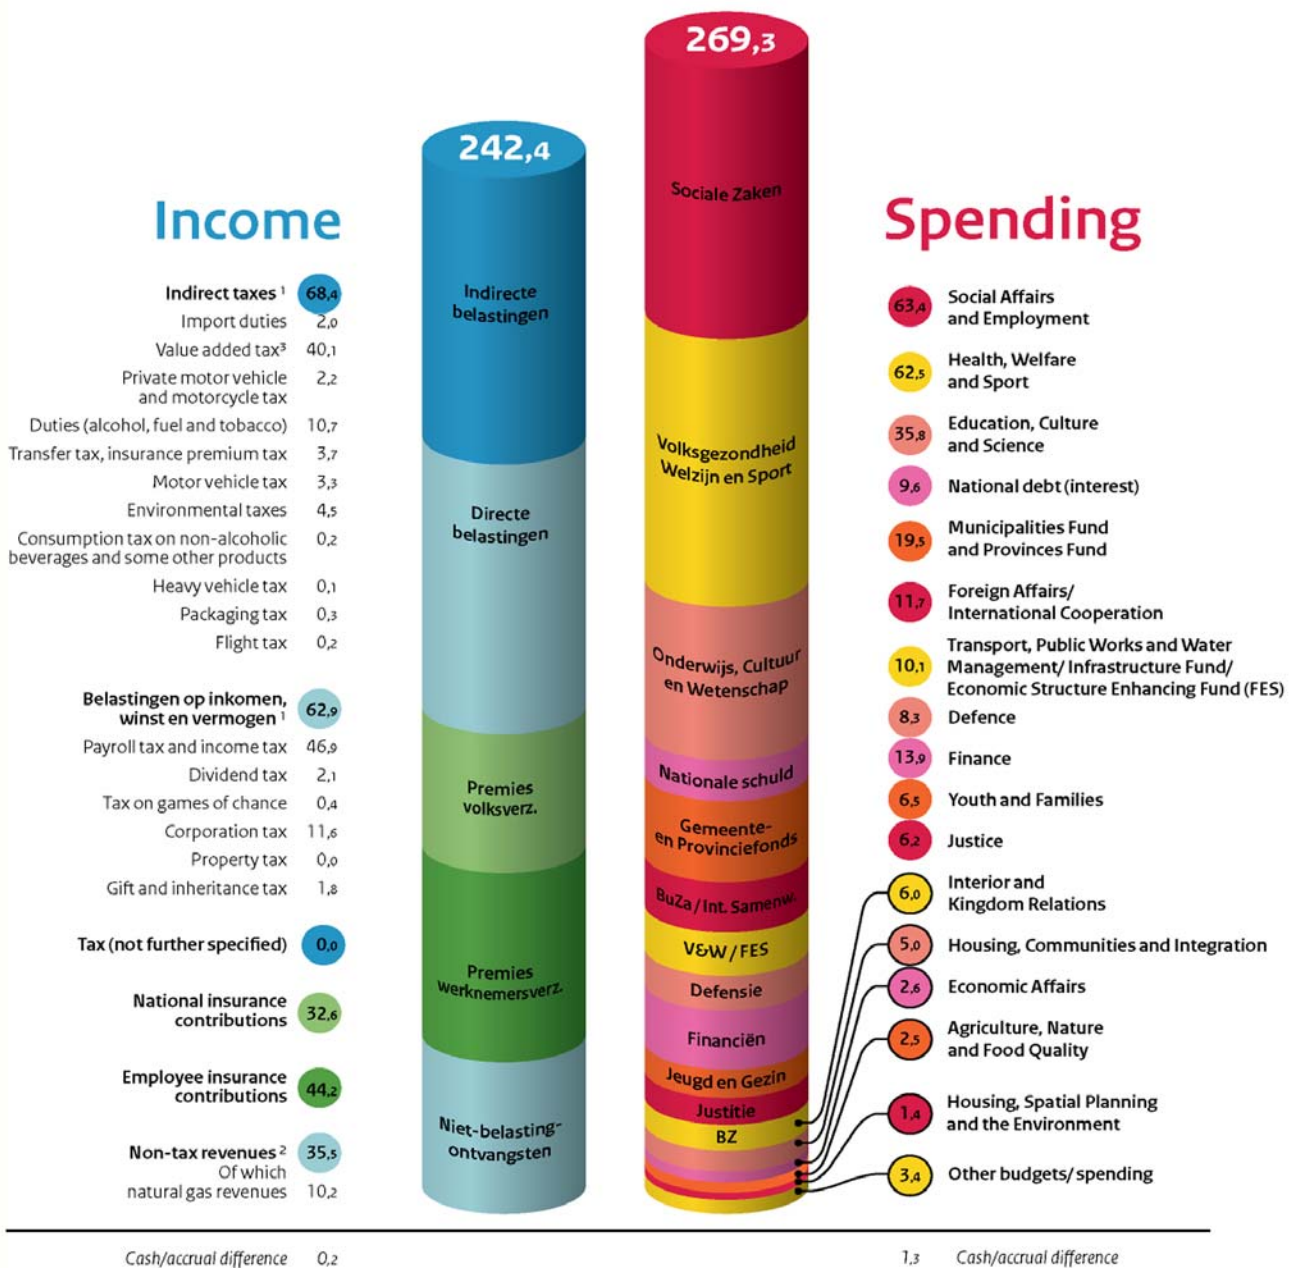 269,3
242,4
Income
Indirect taxes ¹ 68,4
Import duties 2,0
Value added tax³ 40,1
Private motor vehicle 2,2
and motorcycle tax
Duties (alcohol, fuel and tobacco) 10,7
Transfer tax, insurance premium tax 3,7
Motor vehicle tax 3,3
Environmental taxes 4,5
Consumption tax on non-alcoholic 0,2
beverages and some other products
Heavy vehicle tax 0,1
Packaging tax 0,3
Flight tax 0,2
Belastingen op inkomen,
winst en vermogen ¹ 62,9
Payroll tax and income tax 46,9
Dividend tax 2,1
Tax on games of chance 0,4
Corporation tax 11,6
Property tax 0,0
Gift and inheritance tax 1,8
Tax (not further specified) 0,0
National insurance
contributions 32,6
Employee insurance
contributions 44,2
Non-tax revenues ² 35,5
Of which
natural gas revenues 10,2
Cash/accrual difference 0,2
Indirecte
belastingen
Directe
belastingen
Premies
volksverz.
Premies
werknemersverz.
Niet-belasting-
ontvangsten
Sociale Zaken
Volksgezondheid
Welzijn en Sport
Onderwijs, Cultuur
en Wetenschap
Nationale schuld
Gemeente-
en Provinciefonds
BuZa / Int. Samenw.
V&W / FES
Defensie
Financiën
Jeugd en Gezin
Justitie
BZ
Spending
63,4 Social Affairs
and Employment
62,5 Health, Welfare
and Sport
35,8 Education, Culture
and Science
9,6 National debt (interest)
19,5 Municipalities Fund
and Provinces Fund
11,7 Foreign Affairs/
International Cooperation
Transport, Public Works and Water
10,1 Management/ Infrastructure Fund/
Economic Structure Enhancing Fund (FES)
8,3 Defence
13,9 Finance
6,5 Youth and Families
6,2 Justice
6,0 Interior and
Kingdom Relations
5,0 Housing, Communities and Integration
2,6 Economic Affairs
2,5 Agriculture, Nature
and Food Quality
1,4 Housing, Spatial Planning
and the Environment
3,4 Other budgets/ spending
1,3 Cash/accrual difference